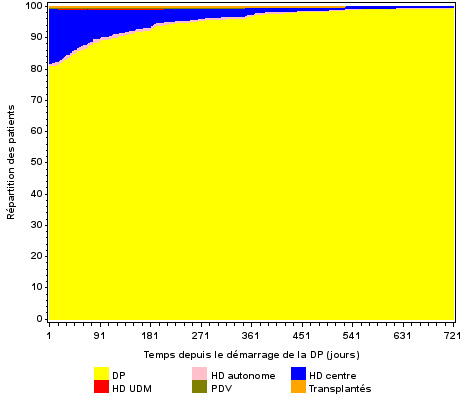 Répartition des patients
100
90
80
70
60
50
40
30
20
10
0
1 91 181 271 361 451 541 631 721
Temps depuis le démarrage de la DP (jours)
DP HD autonome HD centre
HD UDM PDV Transplantés